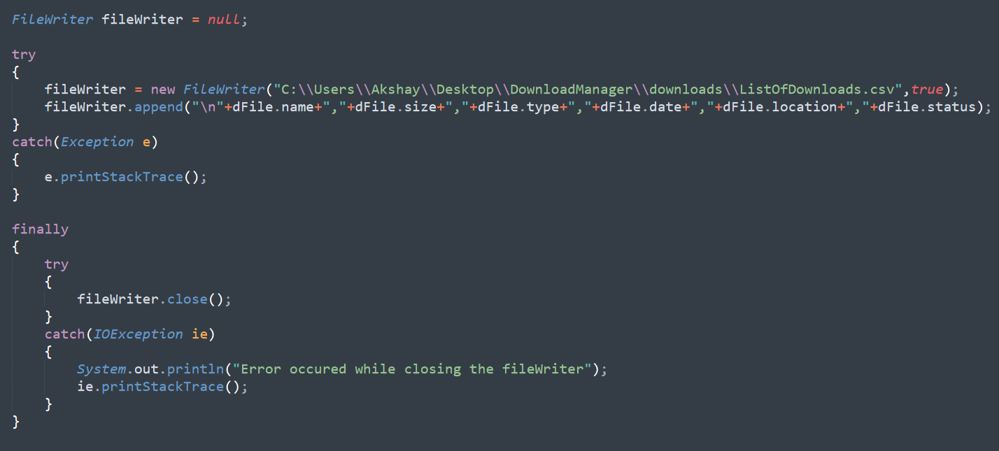 FileWriter fileWriter = null;
try
{
fileWriter = new FileWriter("C:\\Users\\Akshay\\Desktop\\DownloadManager\\downloads\\ListOfDownloads.csv",true);
fileWriter.append("\n"+dFile.name+","+dFile.size+","+dFile.type+","+dFile.date+","+dFile.location+","+dFile.status);
}
catch(Exception e)
{
e.printStackTrace();
}
finally
{
try
{
fileWriter.close();
}
catch(IOException ie)
{
System.out.println("Error occured while closing the fileWriter");
ie.printStackTrace();
}
}